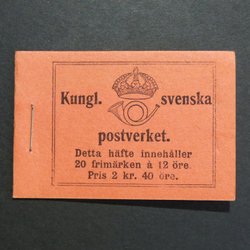 Kungl. svenska
postverket.
Detta häfte innehåller
20 frimärken à 12 öre.
Pris 2 kr. 40 öre.